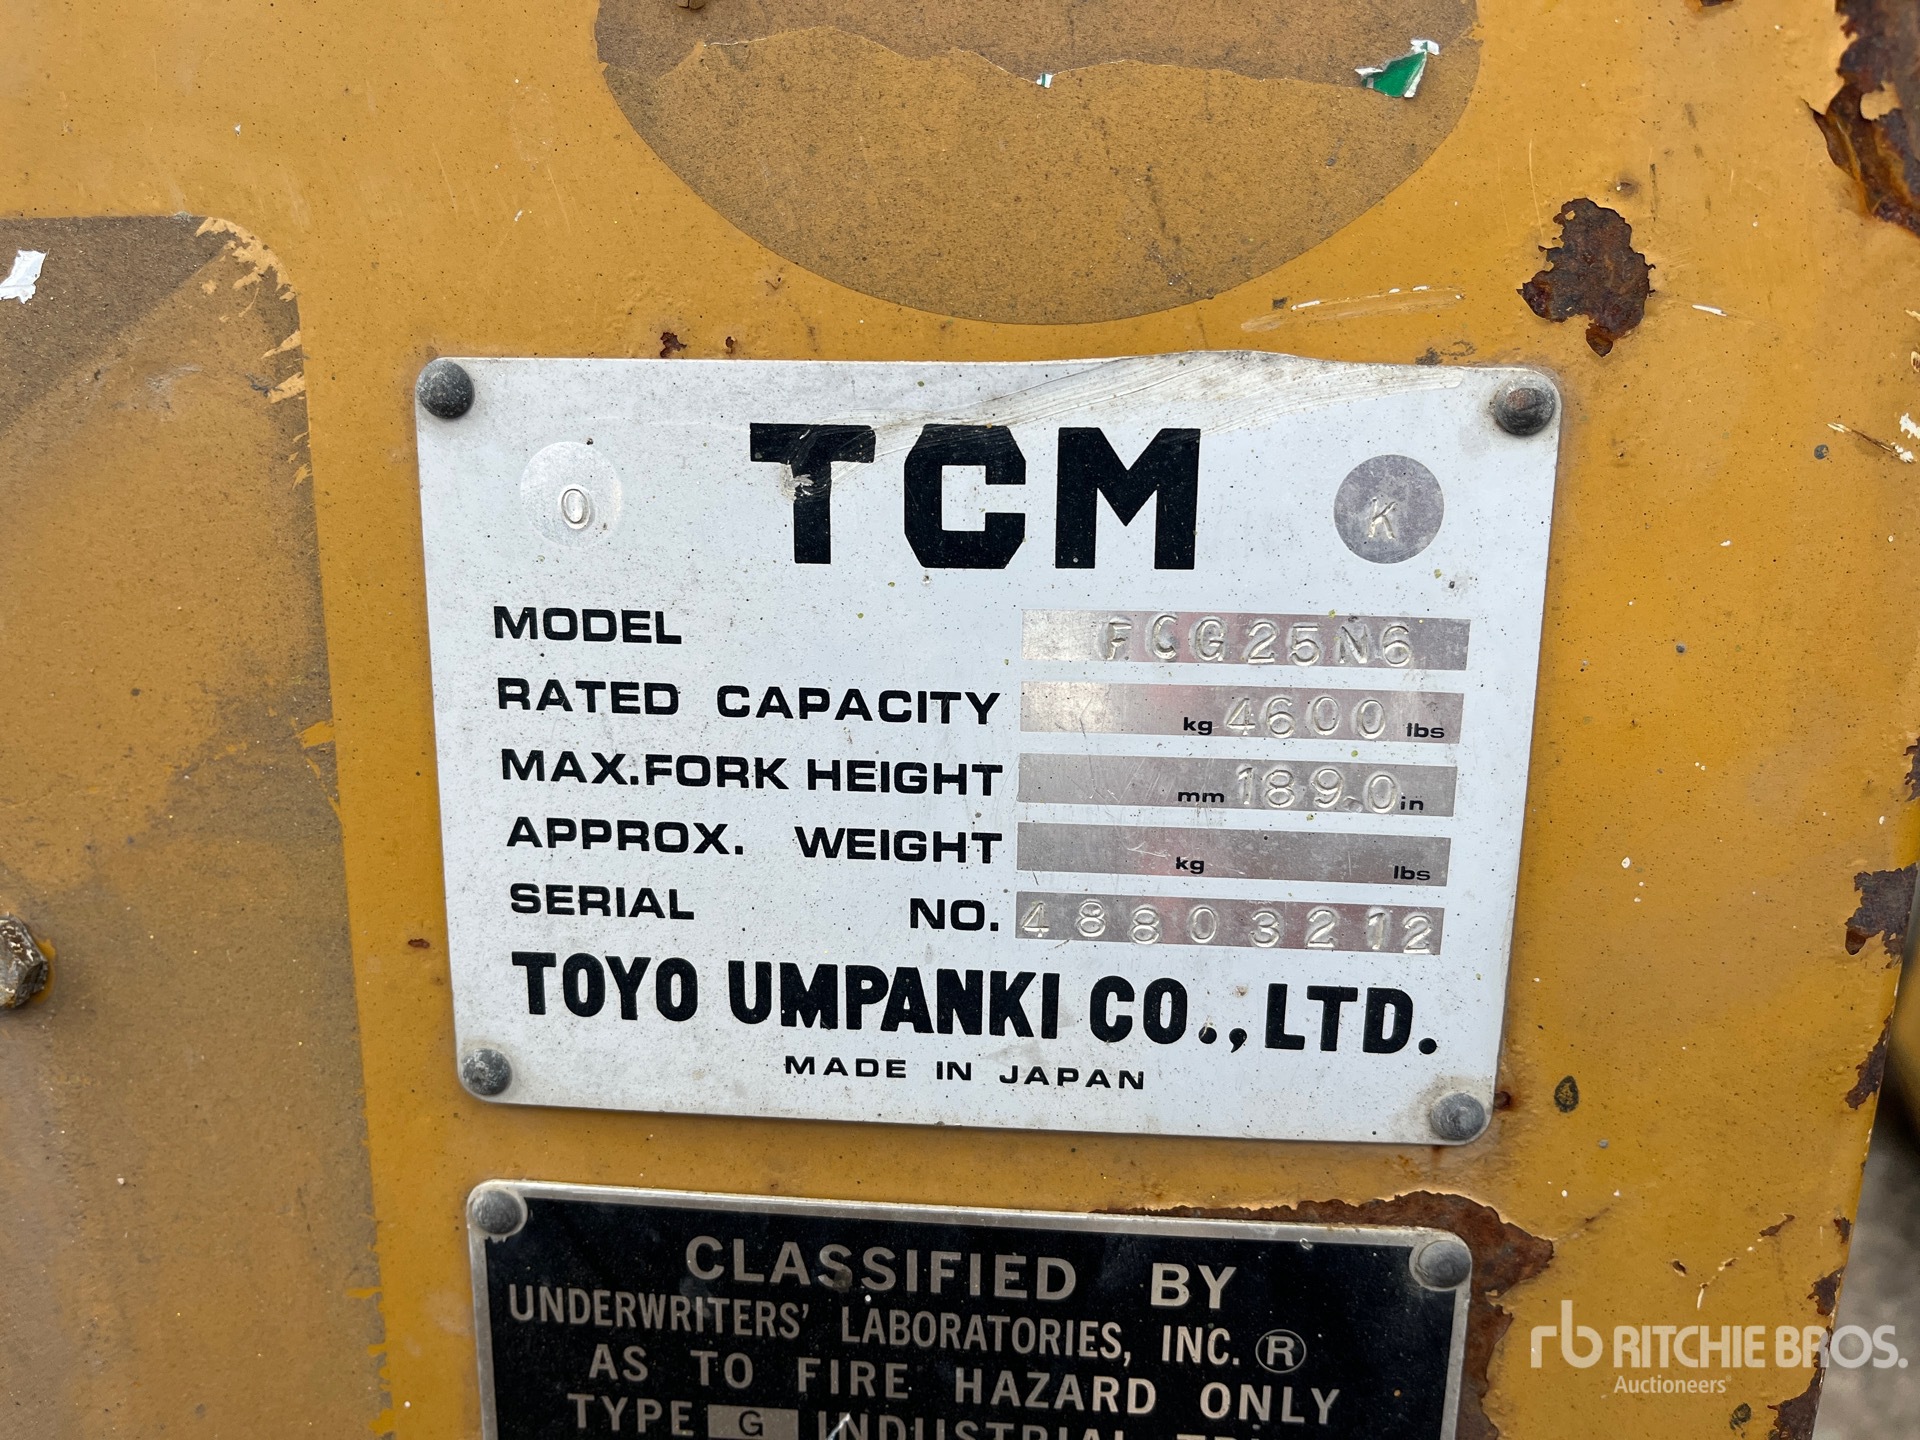 O TCM K
MODEL FCG25N6
RATED CAPACITY kg 4600 lbs
MAX.FORK HEIGHT mm 189.0 in
APPROX. WEIGHT kg lbs
SERIAL NO. 48803212
TOYO UMPANKI CO., LTD.
MADE IN JAPAN
CLASSIFIED BY
UNDERWRITERS' LABORATORIES, INC. ®
AS TO FIRE HAZARD ONLY
TYPE G INDUSTRIAL
rb RITCHIE BROS.
Auctioneers